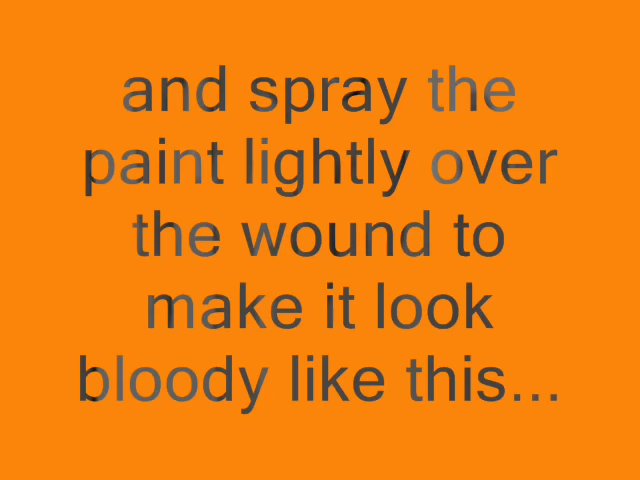 and spray the
paint lightly over
the wound to
make it look
bloody like this...